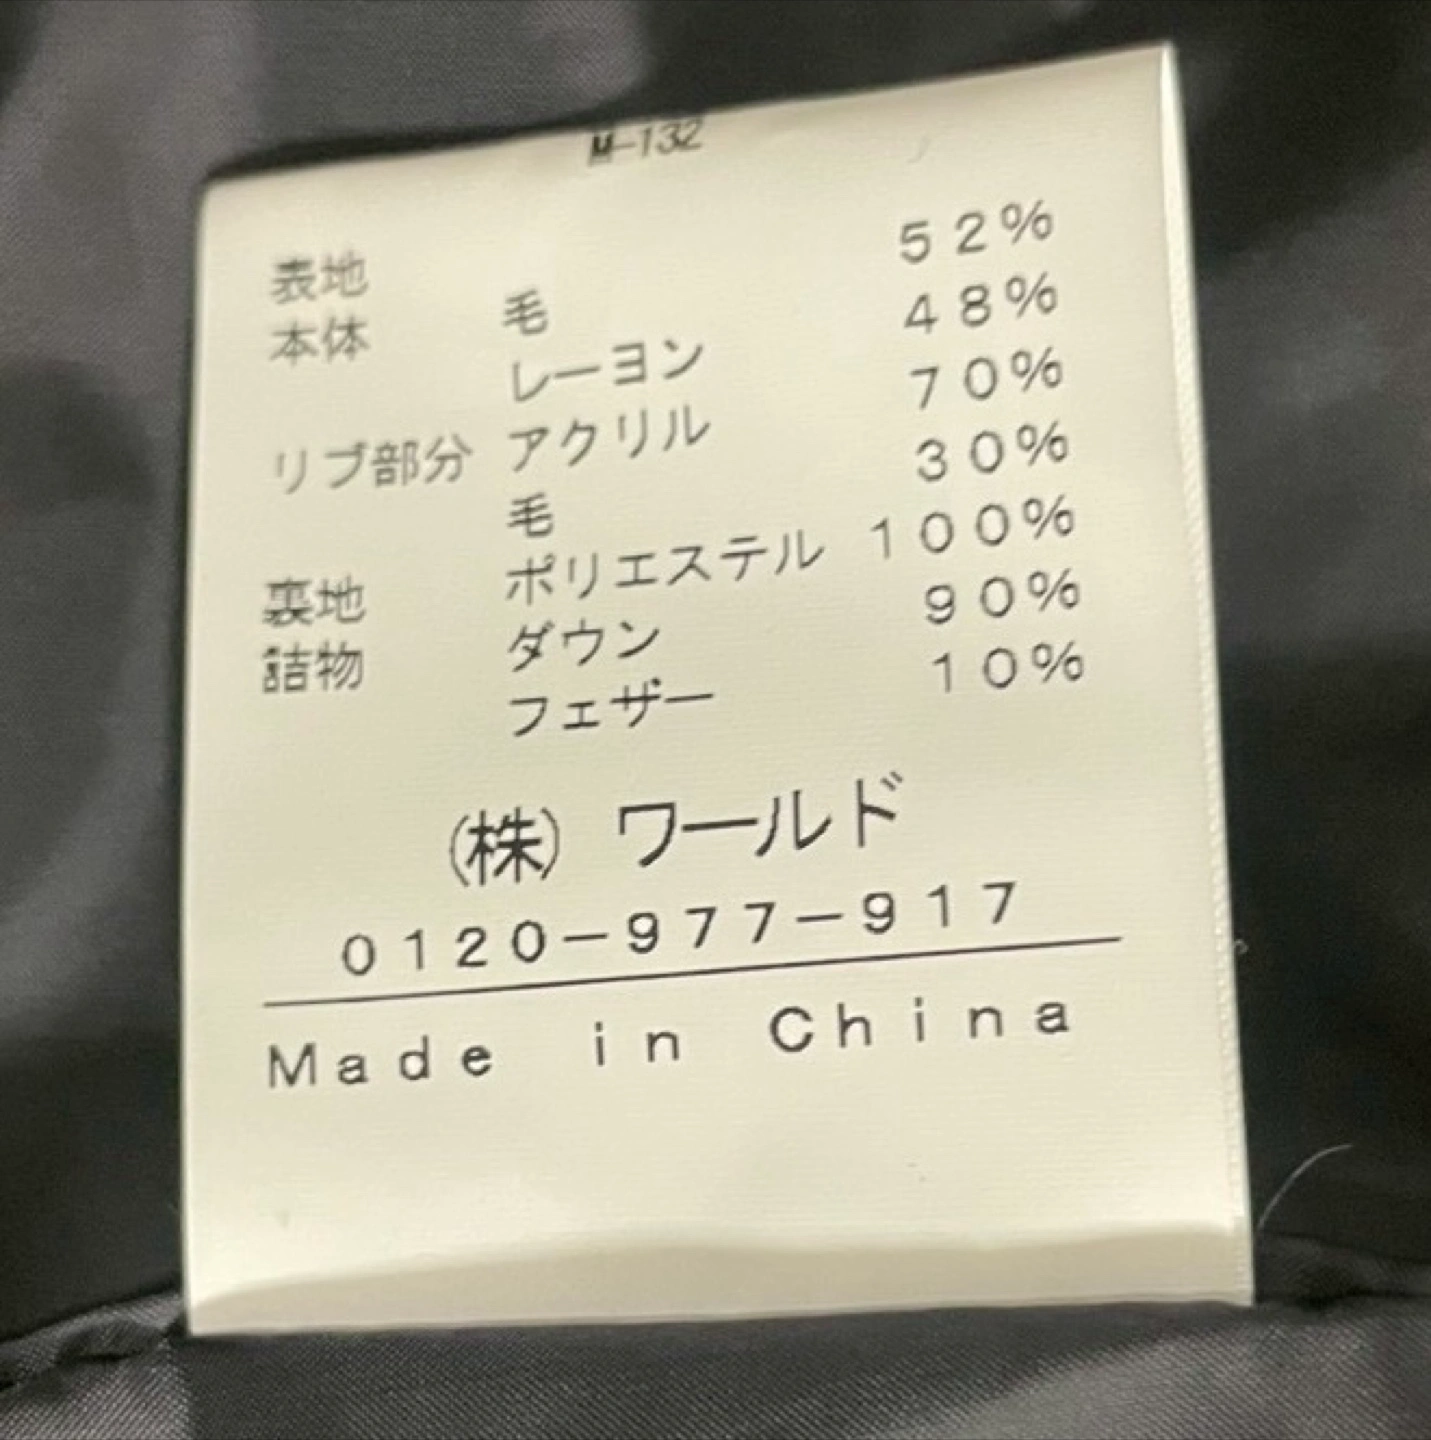 M-132
表地
本体 毛 52%
レーヨン 48%
リブ部分 アクリル 70%
毛 30%
裏地 ポリエステル 100%
詰物 ダウン 90%
フェザー 10%
(株) ワールド
0120-977-917
Made in China